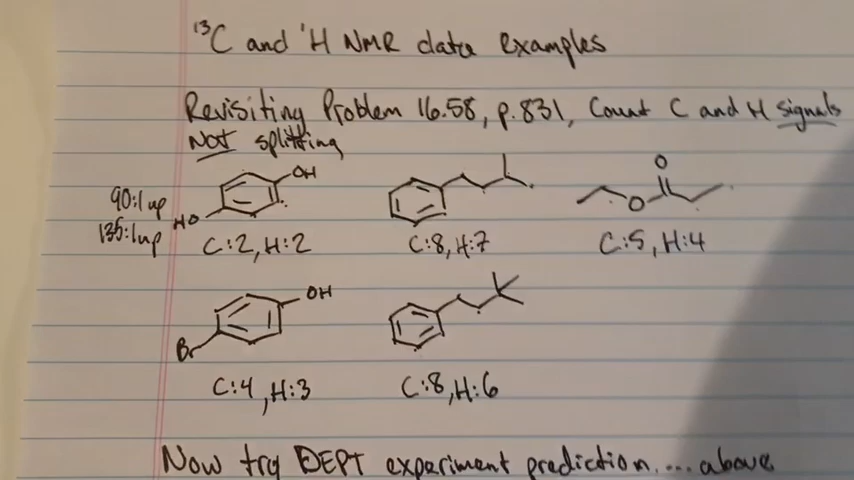 ¹³C and ¹H NMR data examples
Revisiting Problem 16.58, p.831, Count C and H signals
NOT splitting
90:1 up
135:1up
OH
HO
O
O
C:2, H:2
C:8, H:7
C:5, H:4
OH
Br
C:4, H:3
C:8, H:6
Now try DEPT experiment prediction.... above